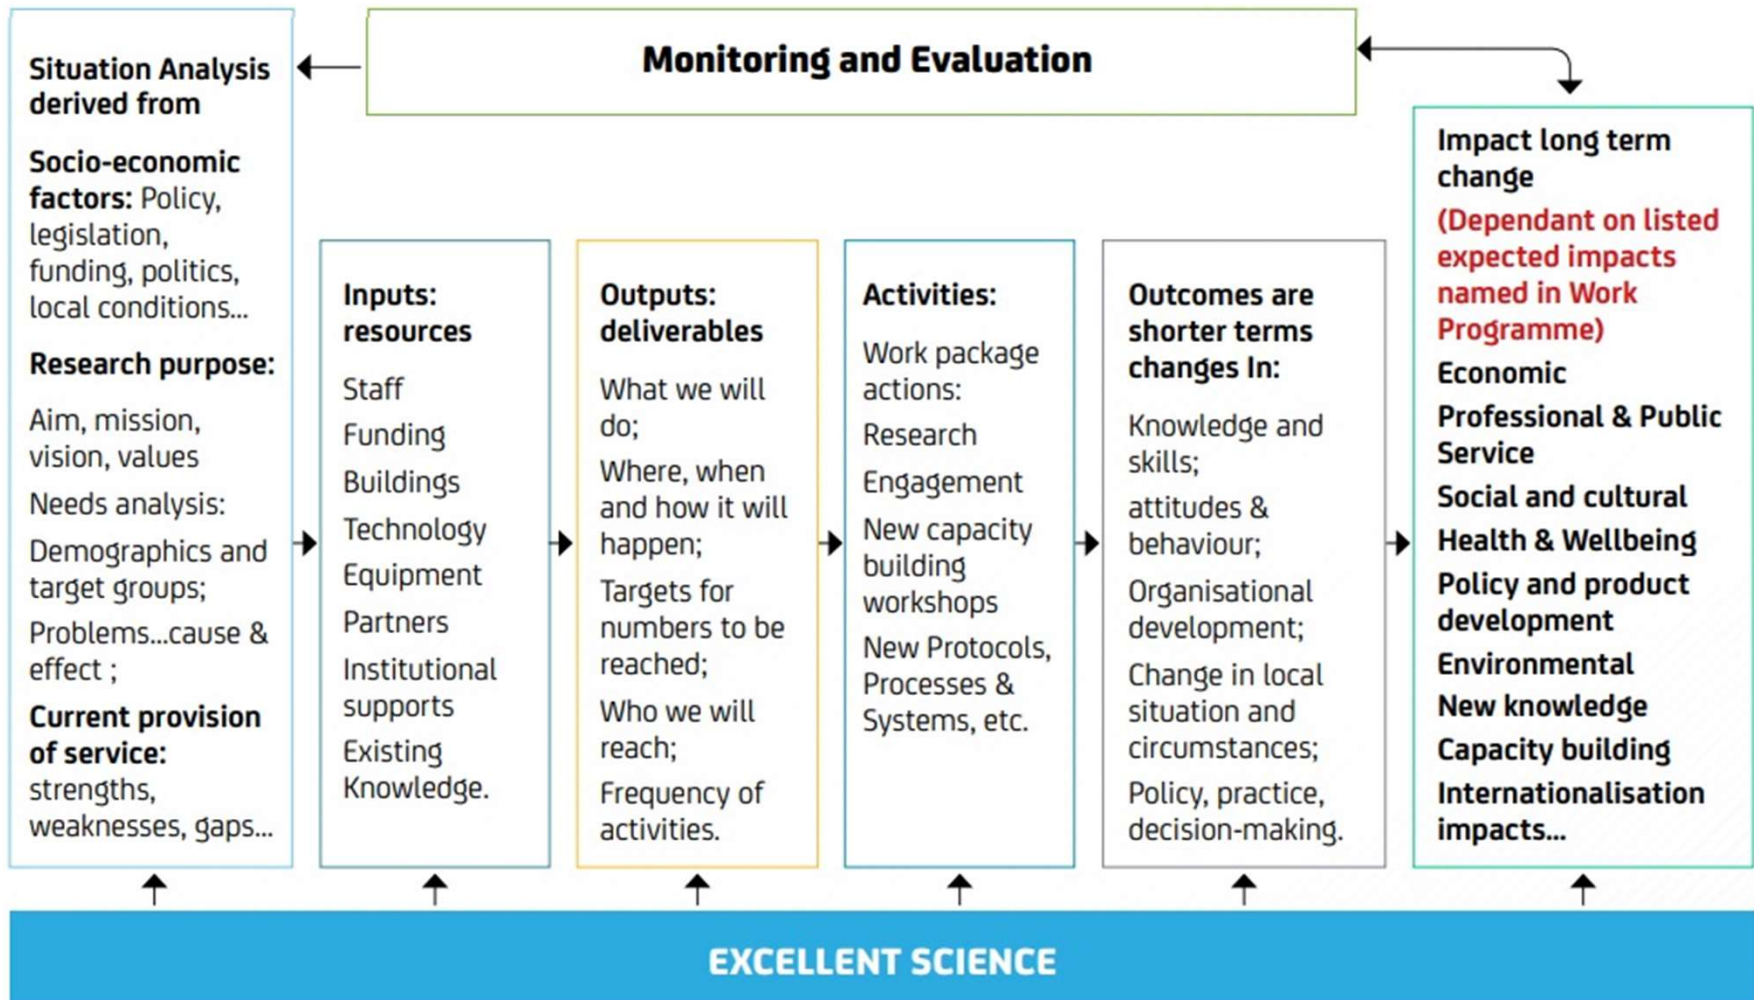 Monitoring and Evaluation
Situation Analysis
derived from
Socio-economic
factors: Policy,
legislation,
funding, politics,
local conditions...
Research purpose:
Aim, mission,
vision, values
Needs analysis:
Demographics and
target groups;
Problems...cause &
effect ;
Current provision
of service:
strengths,
weaknesses, gaps...
Inputs:
resources
Staff
Funding
Buildings
Technology
Equipment
Partners
Institutional
supports
Existing
Knowledge.
Outputs:
deliverables
What we will
do;
Where, when
and how it will
happen;
Targets for
numbers to be
reached;
Who we will
reach;
Frequency of
activities.
Activities:
Work package
actions:
Research
Engagement
New capacity
building
workshops
New Protocols,
Processes &
Systems, etc.
Outcomes are
shorter terms
changes In:
Knowledge and
skills;
attitudes &
behaviour;
Organisational
development;
Change in local
situation and
circumstances;
Policy, practice,
decision-making.
Impact long term
change
(Dependant on listed
expected impacts
named in Work
Programme)
Economic
Professional & Public
Service
Social and cultural
Health & Wellbeing
Policy and product
development
Environmental
New knowledge
Capacity building
Internationalisation
impacts...
EXCELLENT SCIENCE